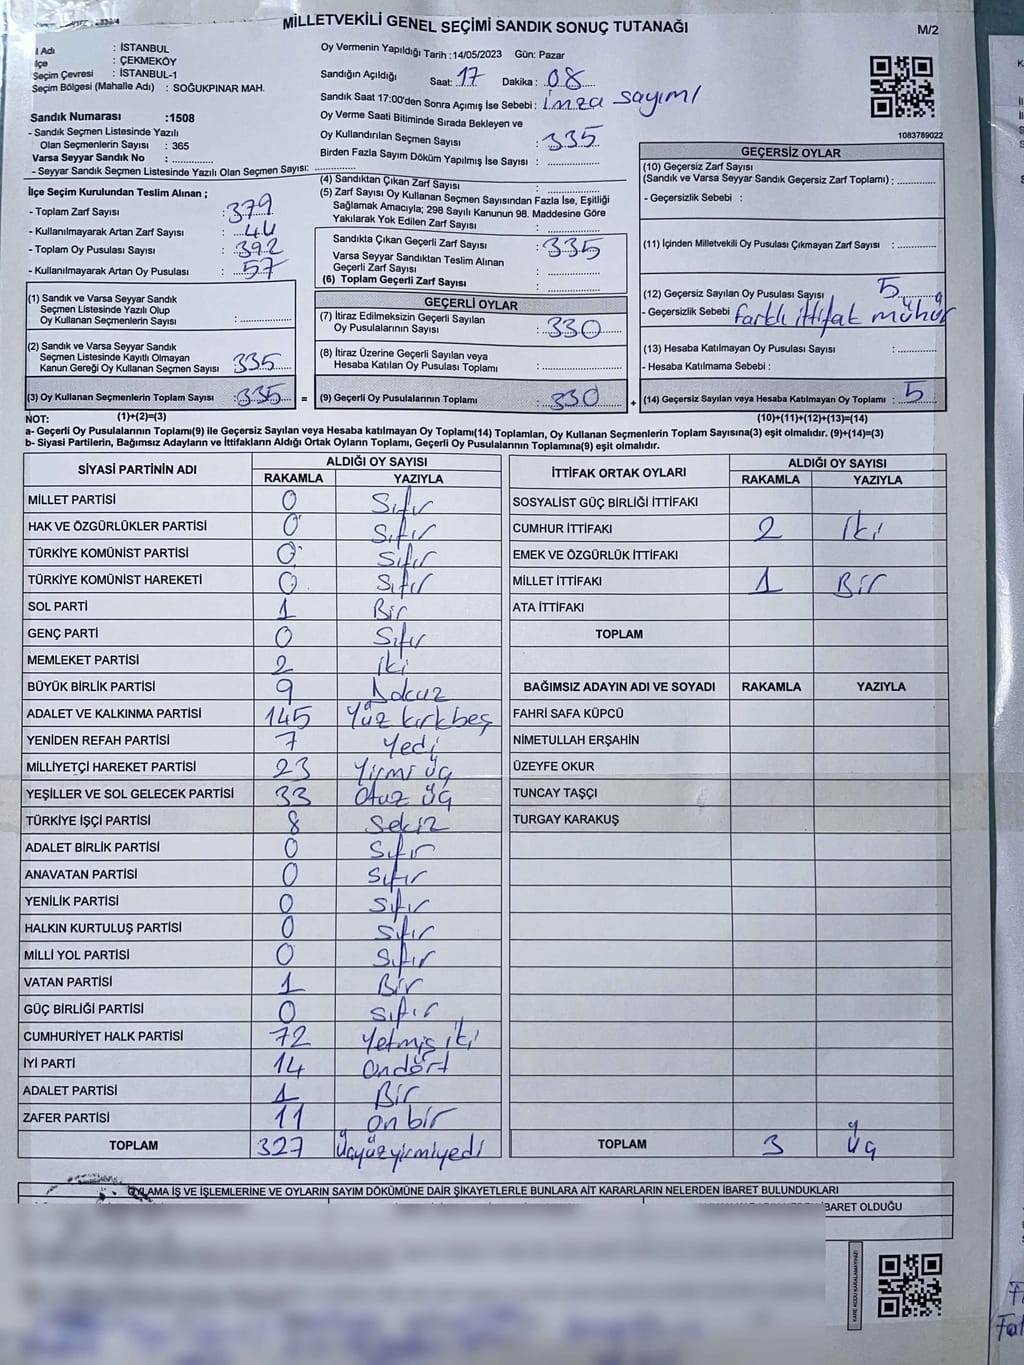 MİLLETVEKİLİ GENEL SEÇİMİ SANDIK SONUÇ TUTANAĞI
M/2
İl Adı : İSTANBUL
İlçe : ÇEKMEKÖY
Seçim Çevresi : İSTANBUL-1
Seçim Bölgesi (Mahalle Adı) : SOĞUKPINAR MAH.
Sandık Numarası :1508
- Sandık Seçmen Listesinde Yazılı
Olan Seçmenlerin Sayısı : 365
Varsa Seyyar Sandık No :
- Seyyar Sandık Seçmen Listesinde Yazılı Olan Seçmen Sayısı:
Oy Vermenin Yapıldığı Tarih :14/05/2023 Gün: Pazar
Sandığın Açıldığı Saat: 17 Dakika : 08
Sandık Saat 17:00'den Sonra Açımış İse Sebebi : imza sayımı
Oy Verme Saati Bitiminde Sırada Bekleyen ve
Oy Kullandırılan Seçmen Sayısı : 335
Birden Fazla Sayım Döküm Yapılmış İse Sayısı :
1083789022
İlçe Seçim Kurulundan Teslim Alınan ;
- Toplam Zarf Sayısı : 379
- Kullanılmayarak Artan Zarf Sayısı : 44
- Toplam Oy Pusulası Sayısı : 392
- Kullanılmayarak Artan Oy Pusulası : 57
(1) Sandık ve Varsa Seyyar Sandık
Seçmen Listesinde Yazılı Olup
Oy Kullanan Seçmenlerin Sayısı :
(2) Sandık ve Varsa Seyyar Sandık
Seçmen Listesinde Kayıtlı Olmayan
Kanun Gereği Oy Kullanan Seçmen Sayısı 335
(3) Oy Kullanan Seçmenlerin Toplam Sayısı : 335 =
(4) Sandıktan Çıkan Zarf Sayısı :
(5) Zarf Sayısı Oy Kullanan Seçmen Sayısından Fazla İse, Eşitliği
Sağlamak Amacıyla; 298 Sayılı Kanunun 98. Maddesine Göre
Yakılarak Yok Edilen Zarf Sayısı :
Sandıkta Çıkan Geçerli Zarf Sayısı : 335
Varsa Seyyar Sandıktan Teslim Alınan
Geçerli Zarf Sayısı :
(6) Toplam Geçerli Zarf Sayısı :
GEÇERLİ OYLAR
(7) İtiraz Edilmeksizin Geçerli Sayılan
Oy Pusulalarının Sayısı : 330
(8) İtiraz Üzerine Geçerli Sayılan veya
Hesaba Katılan Oy Pusulası Toplamı :
(9) Geçerli Oy Pusulalarının Toplamı : 330 +
GEÇERSİZ OYLAR
(10) Geçersiz Zarf Sayısı
(Sandık ve Varsa Seyyar Sandık Geçersiz Zarf Toplamı) :
- Geçersizlik Sebebi :
(11) İçinden Milletvekili Oy Pusulası Çıkmayan Zarf Sayısı :
(12) Geçersiz Sayılan Oy Pusulası Sayısı 5
- Geçersizlik Sebebi farklı ittifak mühür
(13) Hesaba Katılmayan Oy Pusulası Sayısı :
- Hesaba Katılmama Sebebi :
(14) Geçersiz Sayılan veya Hesaba Katılmayan Oy Toplamı : 5
NOT: (1)+(2)=(3) (10)+(11)+(12)+(13)=(14)
a- Geçerli Oy Pusulalarının Toplamı(9) ile Geçersiz Sayılan veya Hesaba katılmayan Oy Toplamı(14) Toplamları, Oy Kullanan Seçmenlerin Toplam Sayısına(3) eşit olmalıdır. (9)+(14)=(3)
b- Siyasi Partilerin, Bağımsız Adayların ve İttifakların Aldığı Ortak Oyların Toplamı, Geçerli Oy Pusulalarının Toplamına(9) eşit olmalıdır.
SİYASİ PARTİNİN ADI ALDIĞI OY SAYISI
RAKAMLA YAZIYLA
MİLLET PARTİSİ 0 Sıfır
HAK VE ÖZGÜRLÜKLER PARTİSİ 0 Sıfır
TÜRKİYE KOMÜNİST PARTİSİ 0 Sıfır
TÜRKİYE KOMÜNİST HAREKETİ 0 Sıfır
SOL PARTİ 1 Bir
GENÇ PARTİ 0 Sıfır
MEMLEKET PARTİSİ 2 iki
BÜYÜK BİRLİK PARTİSİ 9 Dokuz
ADALET VE KALKINMA PARTİSİ 145 Yüz kırkbeş
YENİDEN REFAH PARTİSİ 7 Yedi
MİLLİYETÇİ HAREKET PARTİSİ 23 Yirmi üç
YEŞİLLER VE SOL GELECEK PARTİSİ 33 Otuz üç
TÜRKİYE İŞÇİ PARTİSİ 8 Sekiz
ADALET BİRLİK PARTİSİ 0 Sıfır
ANAVATAN PARTİSİ 0 Sıfır
YENİLİK PARTİSİ 0 Sıfır
HALKIN KURTULUŞ PARTİSİ 0 Sıfır
MİLLİ YOL PARTİSİ 0 Sıfır
VATAN PARTİSİ 1 Bir
GÜÇ BİRLİĞİ PARTİSİ 0 sıfır
CUMHURİYET HALK PARTİSİ 72 Yetmiş iki
İYİ PARTİ 14 Ondört
ADALET PARTİSİ 1 Bir
ZAFER PARTİSİ 11 on bir
TOPLAM 327 Üçyüzyirmiyedi
İTTİFAK ORTAK OYLARI ALDIĞI OY SAYISI
RAKAMLA YAZIYLA
SOSYALİST GÜÇ BİRLİĞİ İTTİFAKI
CUMHUR İTTİFAKI 2 iki
EMEK VE ÖZGÜRLÜK İTTİFAKI
MİLLET İTTİFAKI 1 Bir
ATA İTTİFAKI
TOPLAM
BAĞIMSIZ ADAYIN ADI VE SOYADI RAKAMLA YAZIYLA
FAHRİ SAFA KÜPCÜ
NİMETULLAH ERŞAHİN
ÜZEYFE OKUR
TUNCAY TAŞÇI
TURGAY KARAKUŞ
TOPLAM 3 üç
OYLAMA İŞ VE İŞLEMLERİNE VE OYLARIN SAYIM DÖKÜMÜNE DAİR ŞİKAYETLERLE BUNLARA AİT KARARLARIN NELERDEN İBARET BULUNDUKLARI
İBARET OLDUĞU
KARE KODU KARALAMAYINIZ!